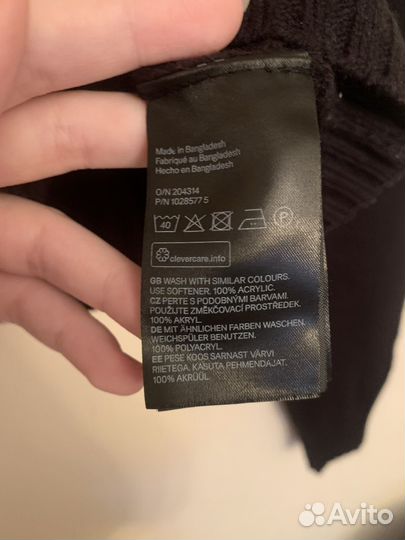 Made in Bangladesh
Fabriqué au Bangladesh
Hecho en Bangladesh
O/N 204314
P/N 1028577 5
40 P
clevercare.info
GB WASH WITH SIMILAR COLOURS.
USE SOFTENER. 100% ACRYLIC.
CZ PERTE S PODOBNÝMI BARVAMI.
POUŽIJTE ZMĚKČOVACÍ PROSTŘEDEK.
100% AKRYL.
DE MIT ÄHNLICHEN FARBEN WASCHEN.
WEICHSPÜLER BENUTZEN.
100% POLYACRYL.
EE PESE KOOS SARNAST VÄRVI
RIIETEGA. KASUTA PEHMENDAJAT.
100% AKRÜÜL
Avito